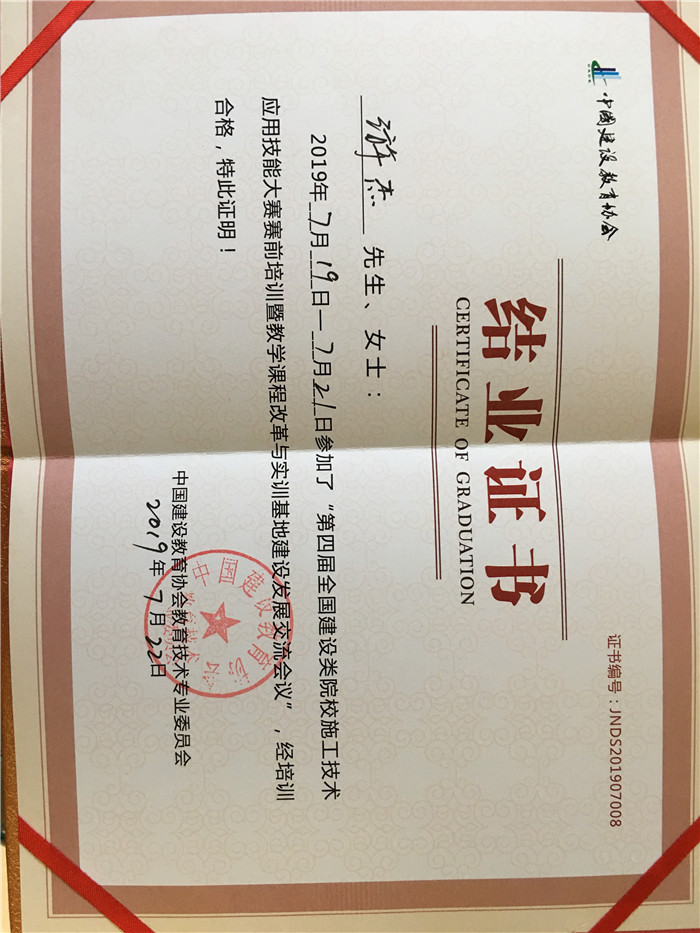 中国建设教育协会
证书编号：JNDS201907008
结业证书
CERTIFICATE OF GRADUATION
许杰 先生、女士：
2019年7月19日—7月21日参加了“第四届全国建设类院校施工技术
应用技能大赛赛前培训暨教学课程改革与实训基地建设发展交流会议”，经培训
合格，特此证明！
中国建设教育协会教育技术专业委员会
2019年7月22日